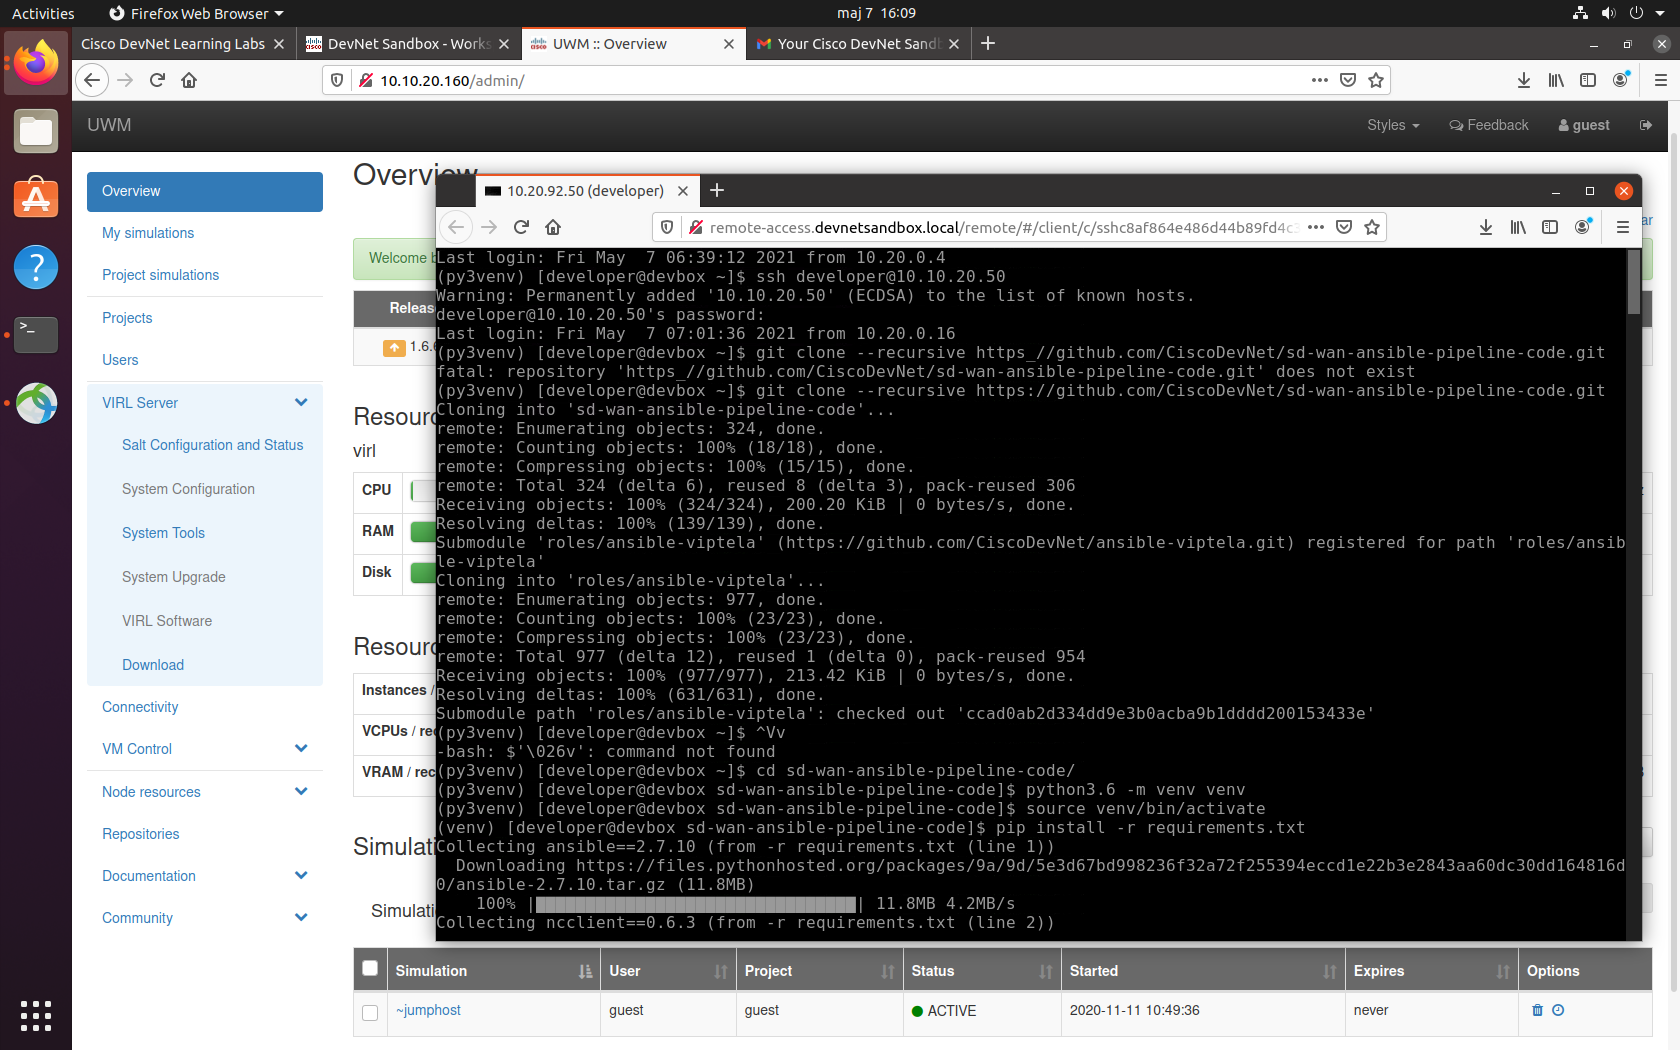 Activities
Firefox Web Browser
maj 7 16:09
Cisco DevNet Learning Labs
DevNet Sandbox - Works
UWM :: Overview
Your Cisco DevNet Sand
10.10.20.160/admin/
UWM
Styles
Feedback
guest
Overview
My simulations
Project simulations
Projects
Users
VIRL Server
Salt Configuration and Status
System Configuration
System Tools
System Upgrade
VIRL Software
Download
Connectivity
VM Control
Node resources
Repositories
Documentation
Community
Overview
Welcome
Releas
1.6.
Resourc
virl
CPU
RAM
Disk
Resourc
Instances /
VCPUs / rec
VRAM / rec
Simulati
Simulati
10.20.92.50 (developer)
remote-access.devnetsandbox.local/remote/#/client/c/sshc8af864e486d44b89fd4c3
Last login: Fri May  7 06:39:12 2021 from 10.20.0.4
(py3venv) [developer@devbox ~]$ ssh developer@10.10.20.50
Warning: Permanently added '10.10.20.50' (ECDSA) to the list of known hosts.
developer@10.10.20.50's password:
Last login: Fri May  7 07:01:36 2021 from 10.20.0.16
(py3venv) [developer@devbox ~]$ git clone --recursive https_//github.com/CiscoDevNet/sd-wan-ansible-pipeline-code.git
fatal: repository 'https_//github.com/CiscoDevNet/sd-wan-ansible-pipeline-code.git' does not exist
(py3venv) [developer@devbox ~]$ git clone --recursive https://github.com/CiscoDevNet/sd-wan-ansible-pipeline-code.git
Cloning into 'sd-wan-ansible-pipeline-code'...
remote: Enumerating objects: 324, done.
remote: Counting objects: 100% (18/18), done.
remote: Compressing objects: 100% (15/15), done.
remote: Total 324 (delta 6), reused 8 (delta 3), pack-reused 306
Receiving objects: 100% (324/324), 200.20 KiB | 0 bytes/s, done.
Resolving deltas: 100% (139/139), done.
Submodule 'roles/ansible-viptela' (https://github.com/CiscoDevNet/ansible-viptela.git) registered for path 'roles/ansib
le-viptela'
Cloning into 'roles/ansible-viptela'...
remote: Enumerating objects: 977, done.
remote: Counting objects: 100% (23/23), done.
remote: Compressing objects: 100% (23/23), done.
remote: Total 977 (delta 12), reused 1 (delta 0), pack-reused 954
Receiving objects: 100% (977/977), 213.42 KiB | 0 bytes/s, done.
Resolving deltas: 100% (631/631), done.
Submodule path 'roles/ansible-viptela': checked out 'ccad0ab2d334dd9e3b0acba9b1dddd200153433e'
(py3venv) [developer@devbox ~]$ ^Vv
-bash: $'\026v': command not found
(py3venv) [developer@devbox ~]$ cd sd-wan-ansible-pipeline-code/
(py3venv) [developer@devbox sd-wan-ansible-pipeline-code]$ python3.6 -m venv venv
(py3venv) [developer@devbox sd-wan-ansible-pipeline-code]$ source venv/bin/activate
(venv) [developer@devbox sd-wan-ansible-pipeline-code]$ pip install -r requirements.txt
Collecting ansible==2.7.10 (from -r requirements.txt (line 1))
  Downloading https://files.pythonhosted.org/packages/9a/9d/5e3d67bd998236f32a72f255394eccd1e22b3e2843aa60dc30dd164816d
0/ansible-2.7.10.tar.gz (11.8MB)
    100% |████████████████████████████████| 11.8MB 4.2MB/s
Collecting ncclient==0.6.3 (from -r requirements.txt (line 2))
Simulation User Project Status Started Expires Options
~jumphost guest guest ACTIVE 2020-11-11 10:49:36 never